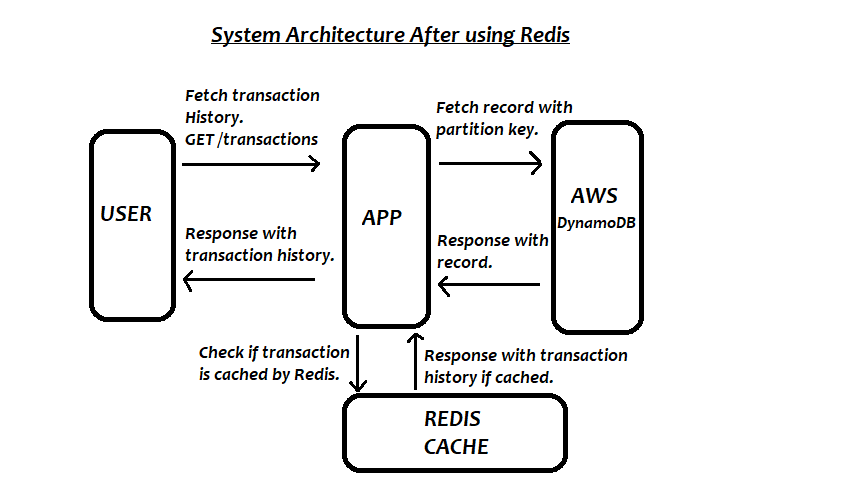 System Architecture After using Redis
Fetch transaction
History.
GET /transactions
Fetch record with
partition key.
USER
APP
AWS
DynamoDB
Response with
transaction history.
Response with
record.
Check if transaction
is cached by Redis.
Response with transaction
history if cached.
REDIS
CACHE